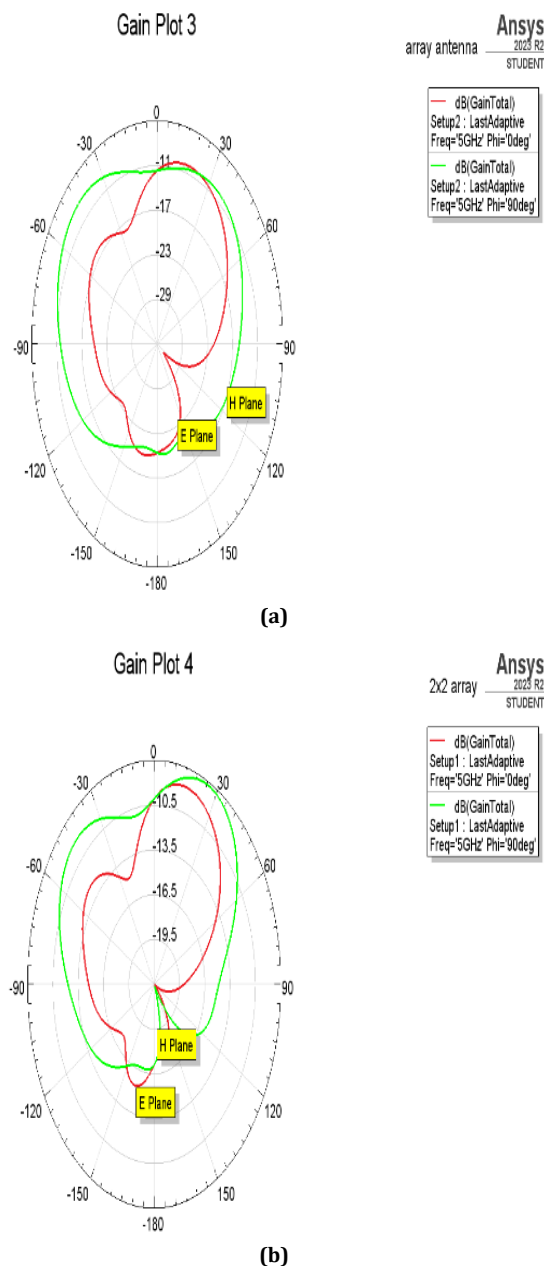 Gain Plot 3
Ansys
2023 R2
array antenna
STUDENT
dB(GainTotal)
Setup2 : LastAdaptive
Freq='5GHz' Phi='0deg'
dB(GainTotal)
Setup2 : LastAdaptive
Freq='5GHz' Phi='90deg'
0
-30
30
-11
-60
-17
60
-23
-29
-90
90
H Plane
E Plane
-120
120
-150
150
-180
(a)
Gain Plot 4
Ansys
2023 R2
2x2 array
STUDENT
dB(GainTotal)
Setup1 : LastAdaptive
Freq='5GHz' Phi='0deg'
dB(GainTotal)
Setup1 : LastAdaptive
Freq='5GHz' Phi='90deg'
0
-30
30
-10.5
-13.5
-60
60
-16.5
-19.5
-90
90
H Plane
E Plane
-120
120
-150
150
-180
(b)